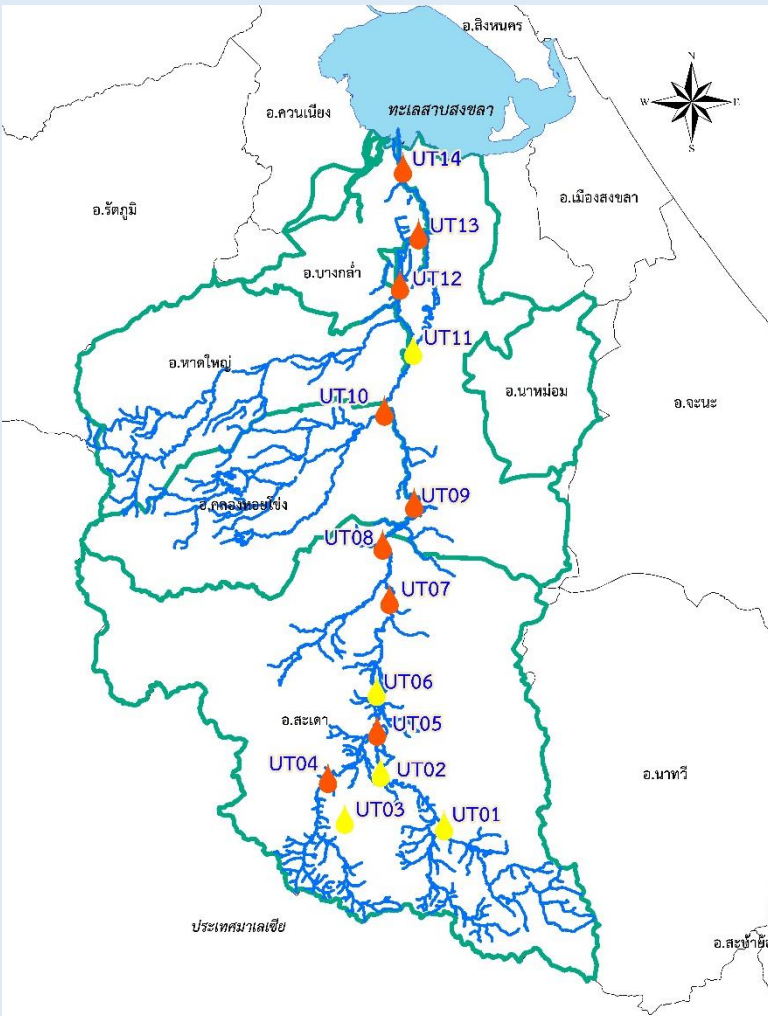 อ.สิงหนคร
N
W
E
S
ทะเลสาบสงขลา
อ.ควนเนียง
UT14
อ.เมืองสงขลา
อ.รัตภูมิ
UT13
อ.บางกล่ำ
UT12
UT11
อ.หาดใหญ่
อ.นาหม่อม
UT10
อ.จะนะ
UT09
อ.คลองหอยโข่ง
UT08
UT07
UT06
อ.สะเดา
UT05
UT04
UT02
อ.นาทวี
UT03
UT01
ประเทศมาเลเซีย